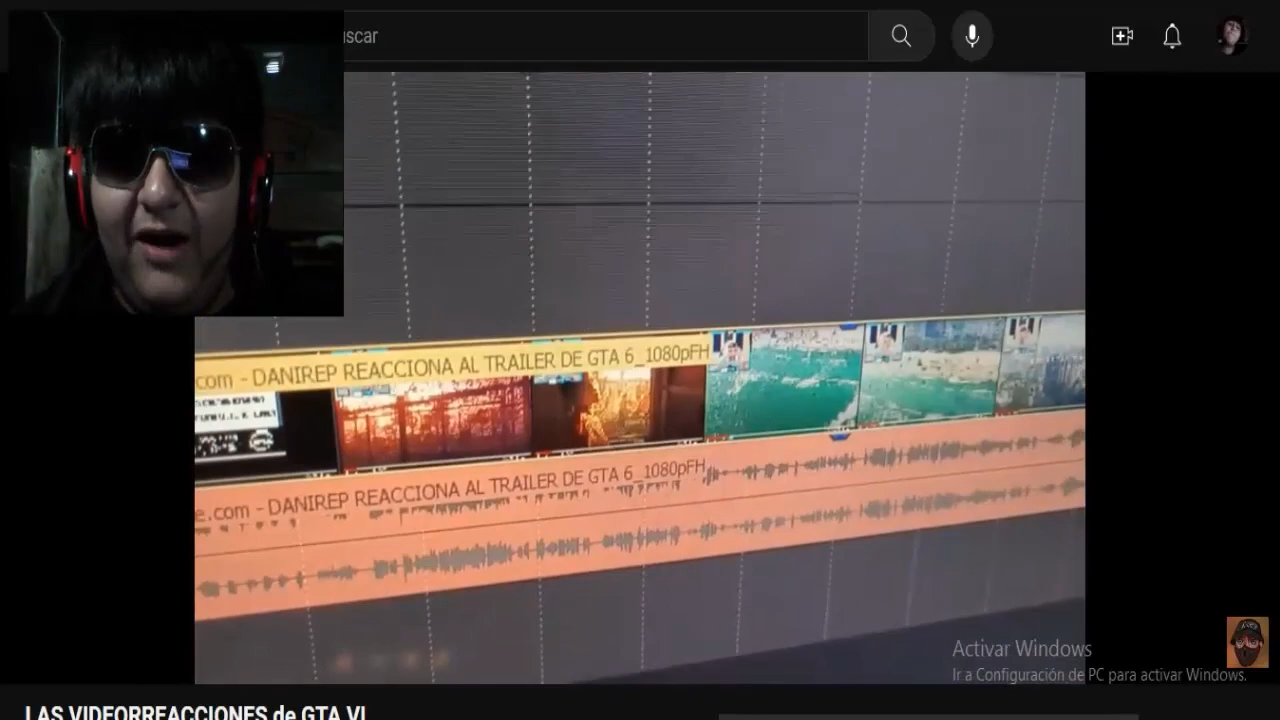 uscar
com - DANIREP REACCIONA AL TRAILER DE GTA 6_1080pFH
e.com - DANIREP REACCIONA AL TRAILER DE GTA 6_1080pFH
Activar Windows
Ir a Configuración de PC para activar Windows.
LAS VIDEORREACCIONES de GTA VI